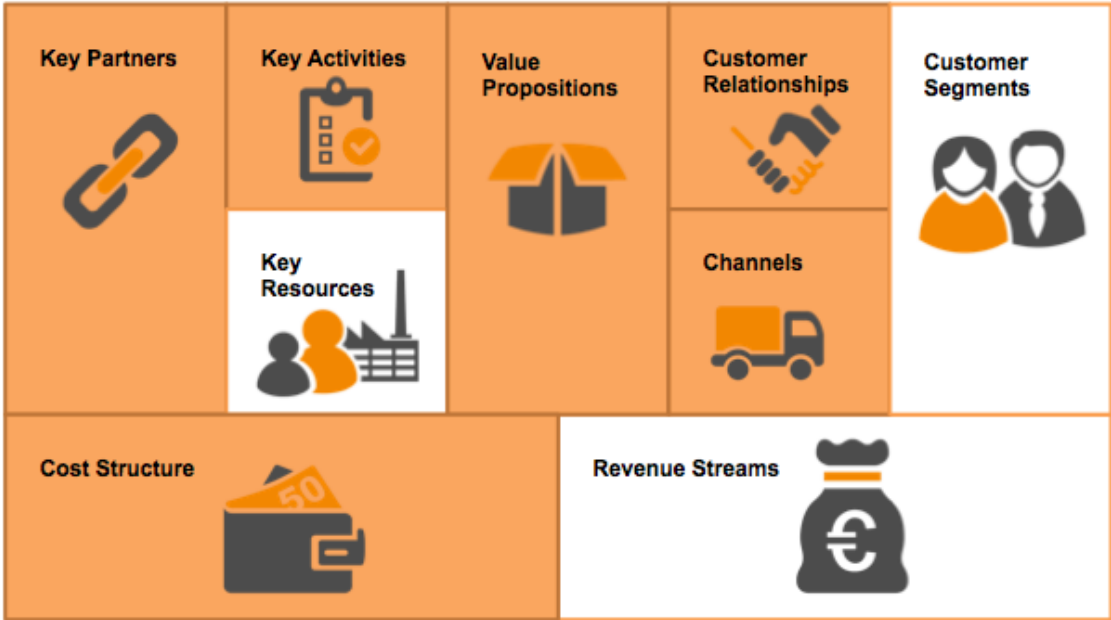 Key Partners
Key Activities
Value
Propositions
Customer
Relationships
Customer
Segments
Key
Resources
Channels
Cost Structure
50
Revenue Streams
€